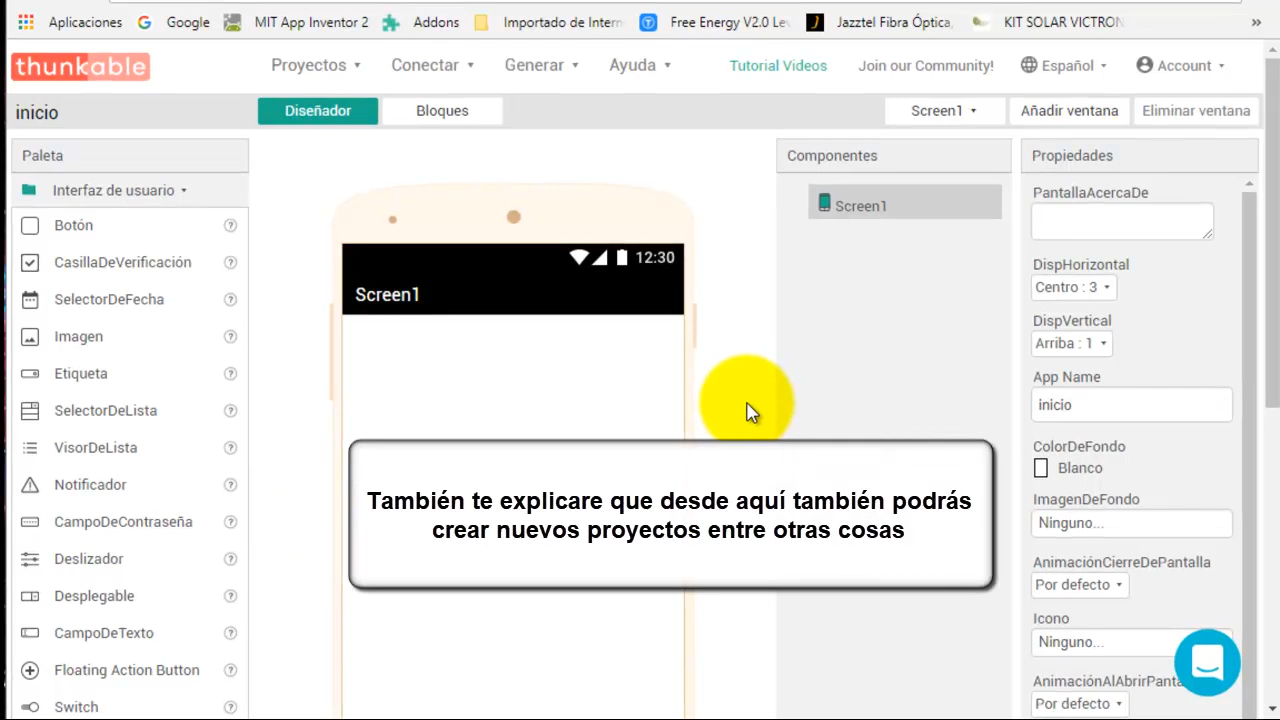 Aplicaciones Google MIT App Inventor 2 Addons Importado de Intern Free Energy V2.0 Lev Jazztel Fibra Óptica, KIT SOLAR VICTRON »
thunkable Proyectos Conectar Generar Ayuda Tutorial Videos Join our Community! Español Account
inicio Diseñador Bloques Screen1 Añadir ventana Eliminar ventana
Paleta
Interfaz de usuario
Botón ?
CasillaDeVerificación ?
SelectorDeFecha ?
Imagen ?
Etiqueta ?
SelectorDeLista ?
VisorDeLista ?
Notificador ?
CampoDeContraseña ?
Deslizador ?
Desplegable ?
CampoDeTexto ?
Floating Action Button ?
Switch ?
12:30
Screen1
También te explicare que desde aquí también podrás
crear nuevos proyectos entre otras cosas
Componentes
Screen1
Propiedades
PantallaAcercaDe
DispHorizontal
Centro : 3
DispVertical
Arriba : 1
App Name
inicio
ColorDeFondo
Blanco
ImagenDeFondo
Ninguno...
AnimaciónCierreDePantalla
Por defecto
Icono
Ninguno...
AnimaciónAlAbrirPanta
Por defecto